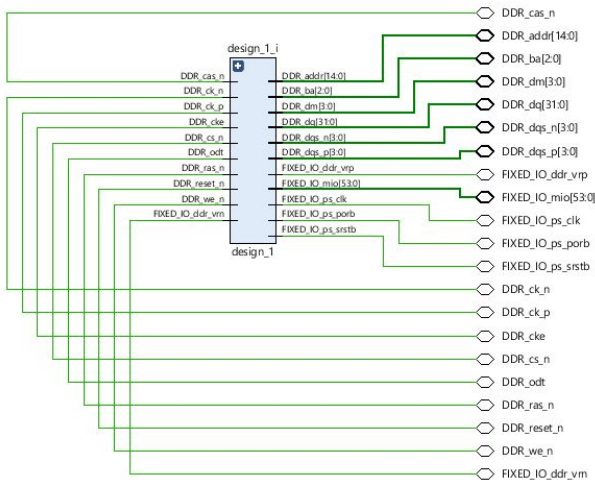 design_1_i
DDR_cas_n
DDR_ck_n
DDR_ck_p
DDR_cke
DDR_cs_n
DDR_odt
DDR_ras_n
DDR_reset_n
DDR_we_n
FIXED_IO_ddr_vrn
DDR_addr[14:0]
DDR_ba[2:0]
DDR_dm[3:0]
DDR_dq[31:0]
DDR_dqs_n[3:0]
DDR_dqs_p[3:0]
FIXED_IO_ddr_vrp
FIXED_IO_mio[53:0]
FIXED_IO_ps_clk
FIXED_IO_ps_porb
FIXED_IO_ps_srstb
design_1
DDR_cas_n
DDR_addr[14:0]
DDR_ba[2:0]
DDR_dm[3:0]
DDR_dq[31:0]
DDR_dqs_n[3:0]
DDR_dqs_p[3:0]
FIXED_IO_ddr_vrp
FIXED_IO_mio[53:0]
FIXED_IO_ps_clk
FIXED_IO_ps_porb
FIXED_IO_ps_srstb
DDR_ck_n
DDR_ck_p
DDR_cke
DDR_cs_n
DDR_odt
DDR_ras_n
DDR_reset_n
DDR_we_n
FIXED_IO_ddr_vrn